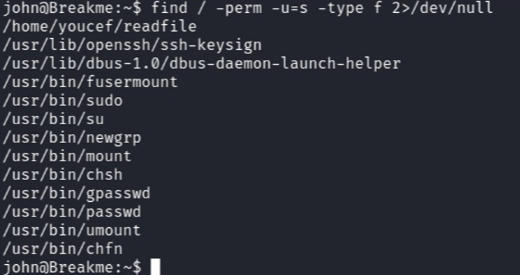 john@Breakme:~$ find / -perm -u=s -type f 2>/dev/null
/home/youcef/readfile
/usr/lib/openssh/ssh-keysign
/usr/lib/dbus-1.0/dbus-daemon-launch-helper
/usr/bin/fusermount
/usr/bin/sudo
/usr/bin/su
/usr/bin/newgrp
/usr/bin/mount
/usr/bin/chsh
/usr/bin/gpasswd
/usr/bin/passwd
/usr/bin/umount
/usr/bin/chfn
john@Breakme:~$